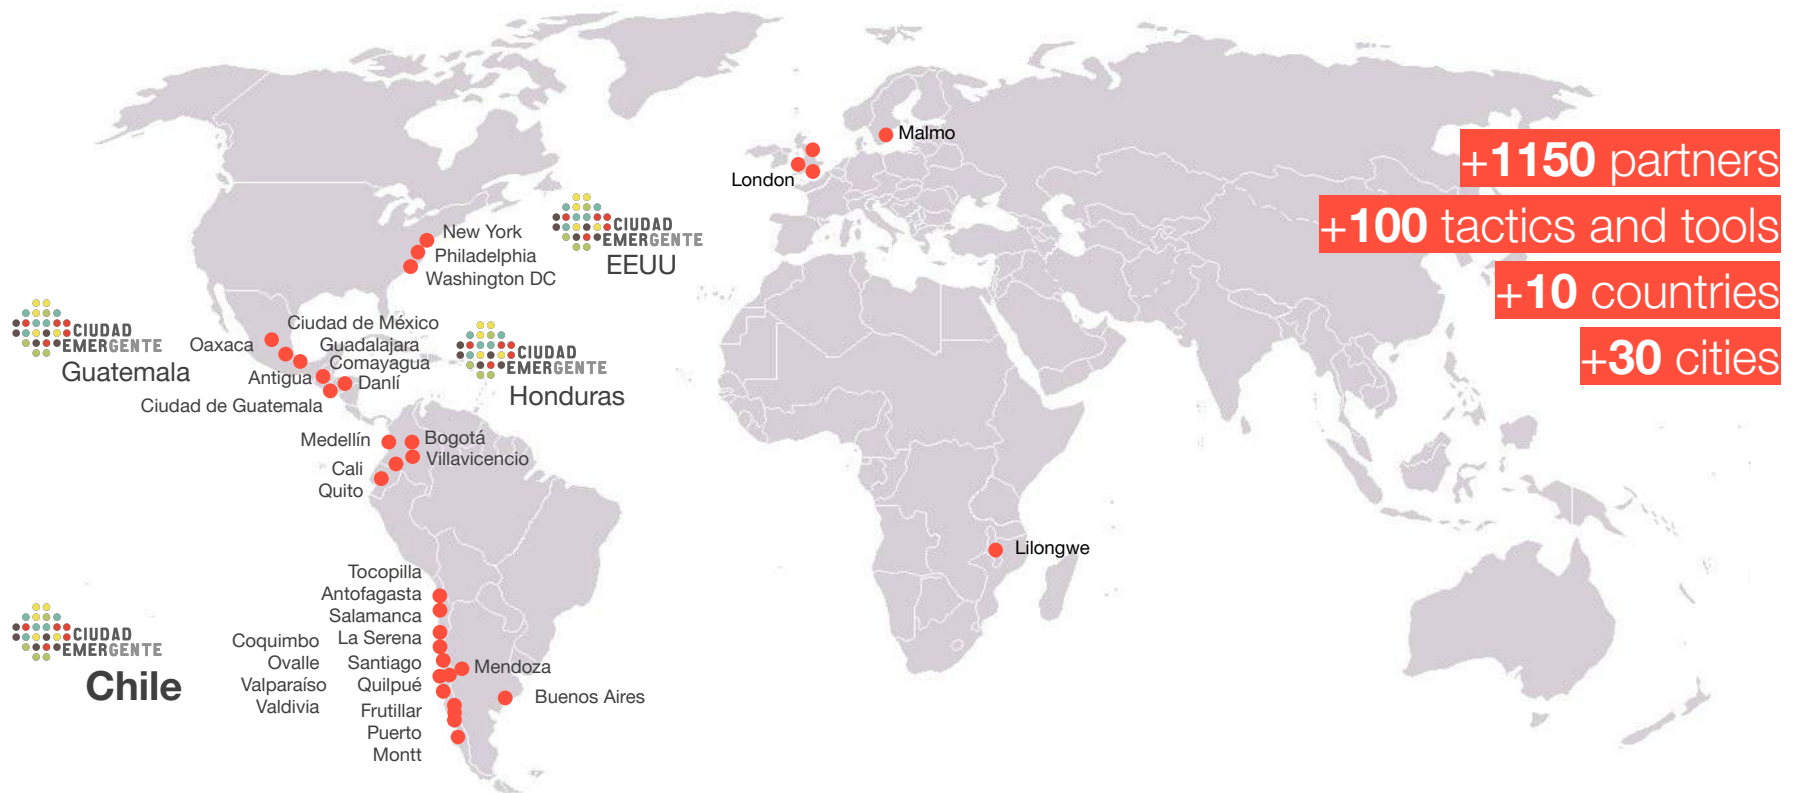 Malmo
London
+1150 partners
+100 tactics and tools
+10 countries
+30 cities
CIUDAD
EMERGENTE
EEUU
New York
Philadelphia
Washington DC
CIUDAD
EMERGENTE
Guatemala
Ciudad de México
Oaxaca
Guadalajara
Comayagua
Antigua
Danlí
Ciudad de Guatemala
CIUDAD
EMERGENTE
Honduras
Medellín
Bogotá
Villavicencio
Cali
Quito
Lilongwe
Tocopilla
Antofagasta
Salamanca
Coquimbo
La Serena
Ovalle
Santiago
Mendoza
Valparaíso
Quilpué
Buenos Aires
Valdivia
Frutillar
Puerto
Montt
CIUDAD
EMERGENTE
Chile